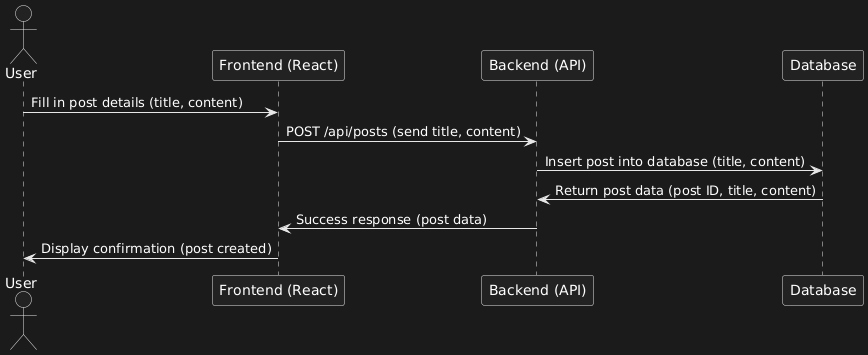 User
Frontend (React)
Backend (API)
Database
Fill in post details (title, content)
POST /api/posts (send title, content)
Insert post into database (title, content)
Return post data (post ID, title, content)
Success response (post data)
Display confirmation (post created)
User
Frontend (React)
Backend (API)
Database